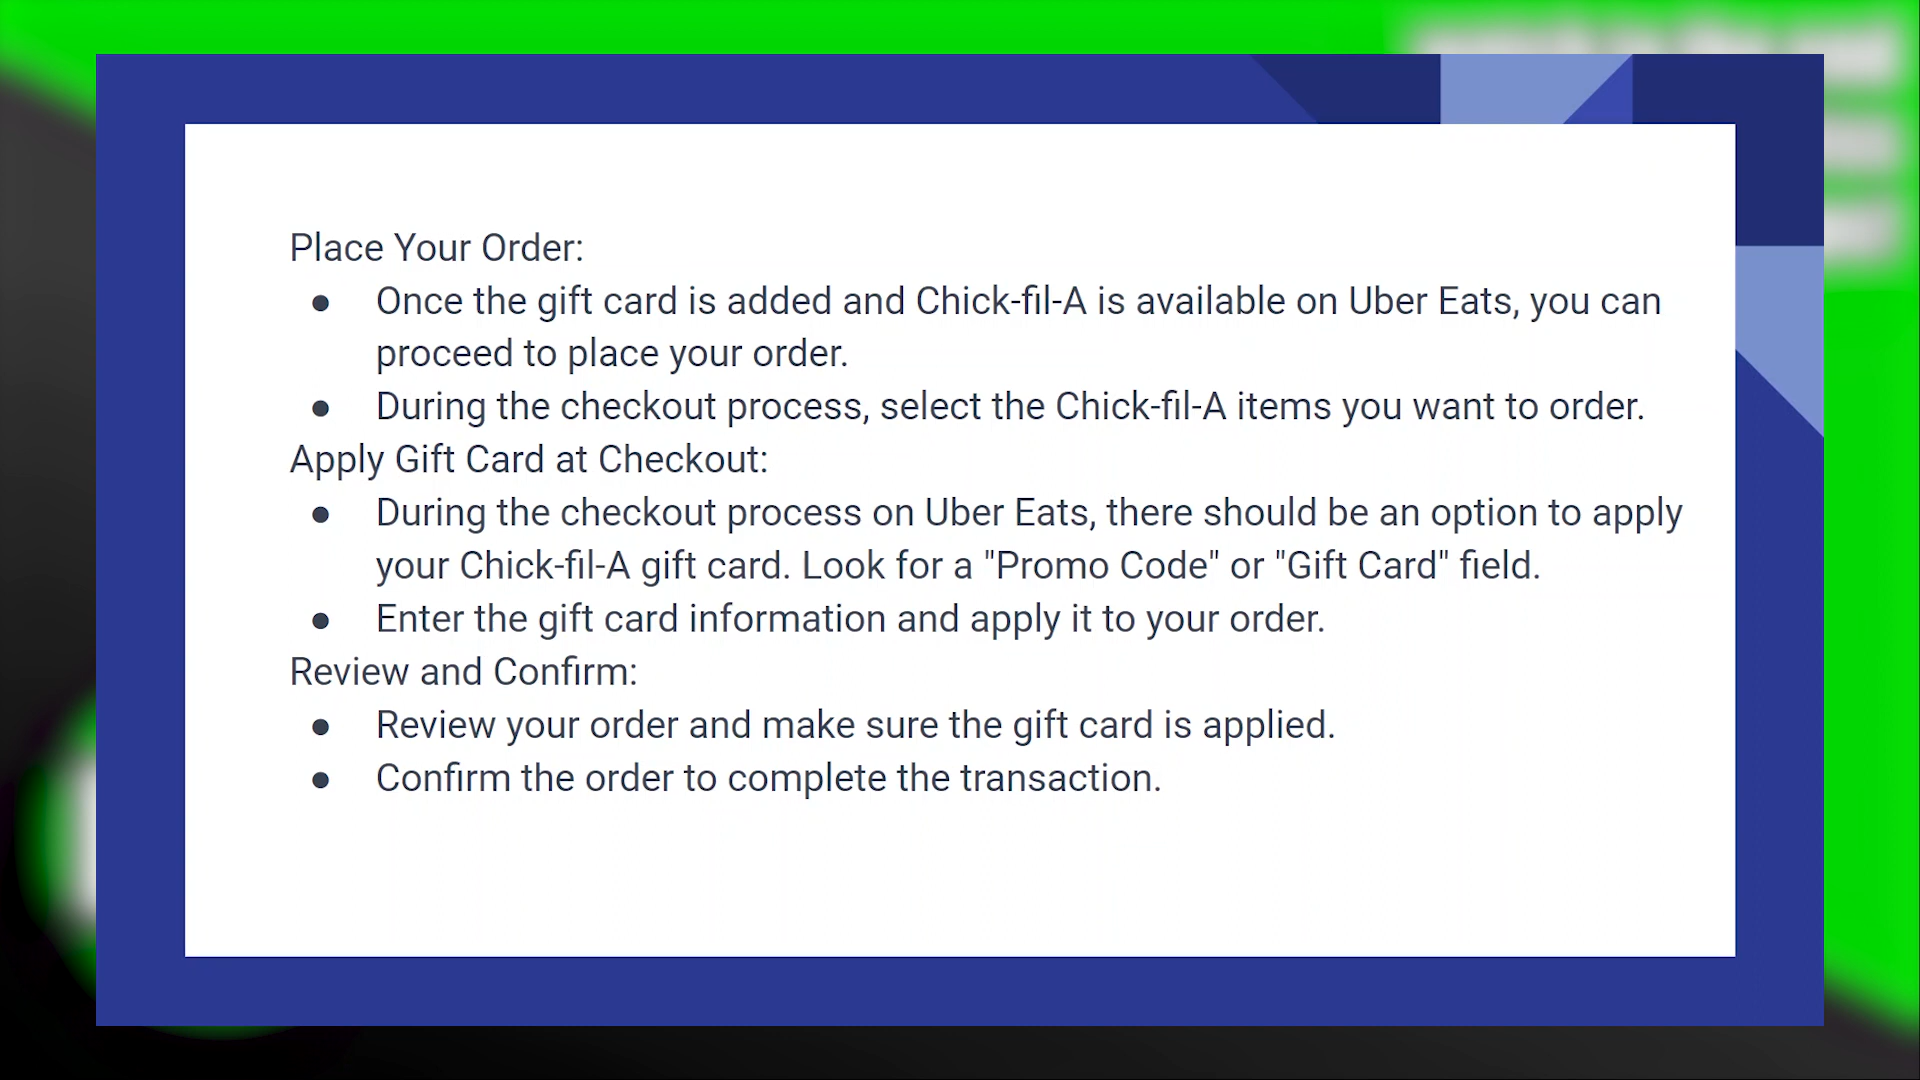 Place Your Order:
● Once the gift card is added and Chick-fil-A is available on Uber Eats, you can
proceed to place your order.
● During the checkout process, select the Chick-fil-A items you want to order.
Apply Gift Card at Checkout:
● During the checkout process on Uber Eats, there should be an option to apply
your Chick-fil-A gift card. Look for a "Promo Code" or "Gift Card" field.
● Enter the gift card information and apply it to your order.
Review and Confirm:
● Review your order and make sure the gift card is applied.
● Confirm the order to complete the transaction.